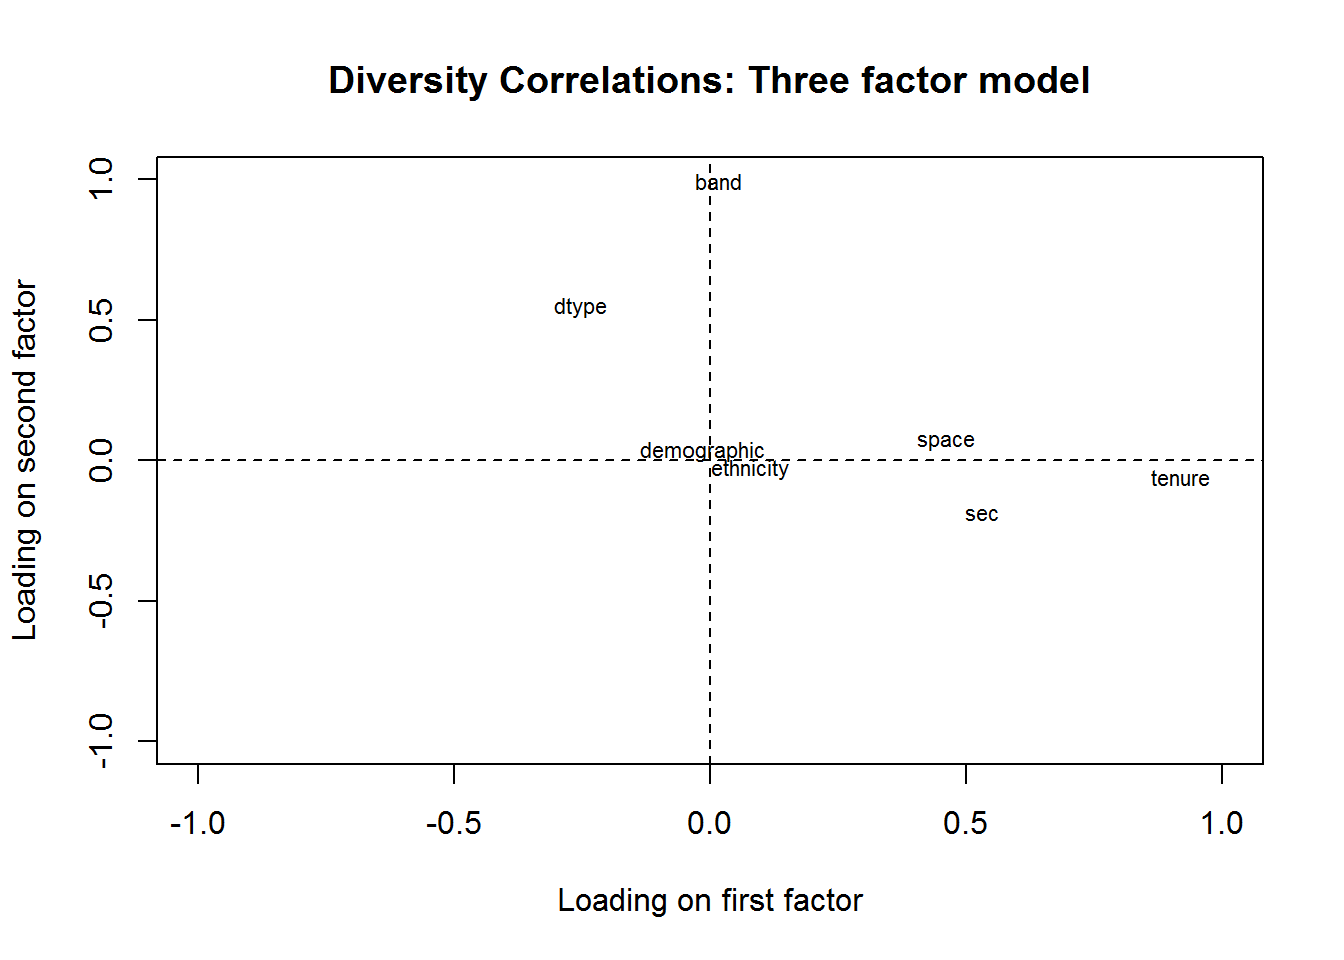 Diversity Correlations: Three factor model
Loading on second factor
1.0
0.5
0.0
-0.5
-1.0
band
dtype
demographic
ethnicity
space
tenure
sec
-1.0
-0.5
0.0
0.5
1.0
Loading on first factor